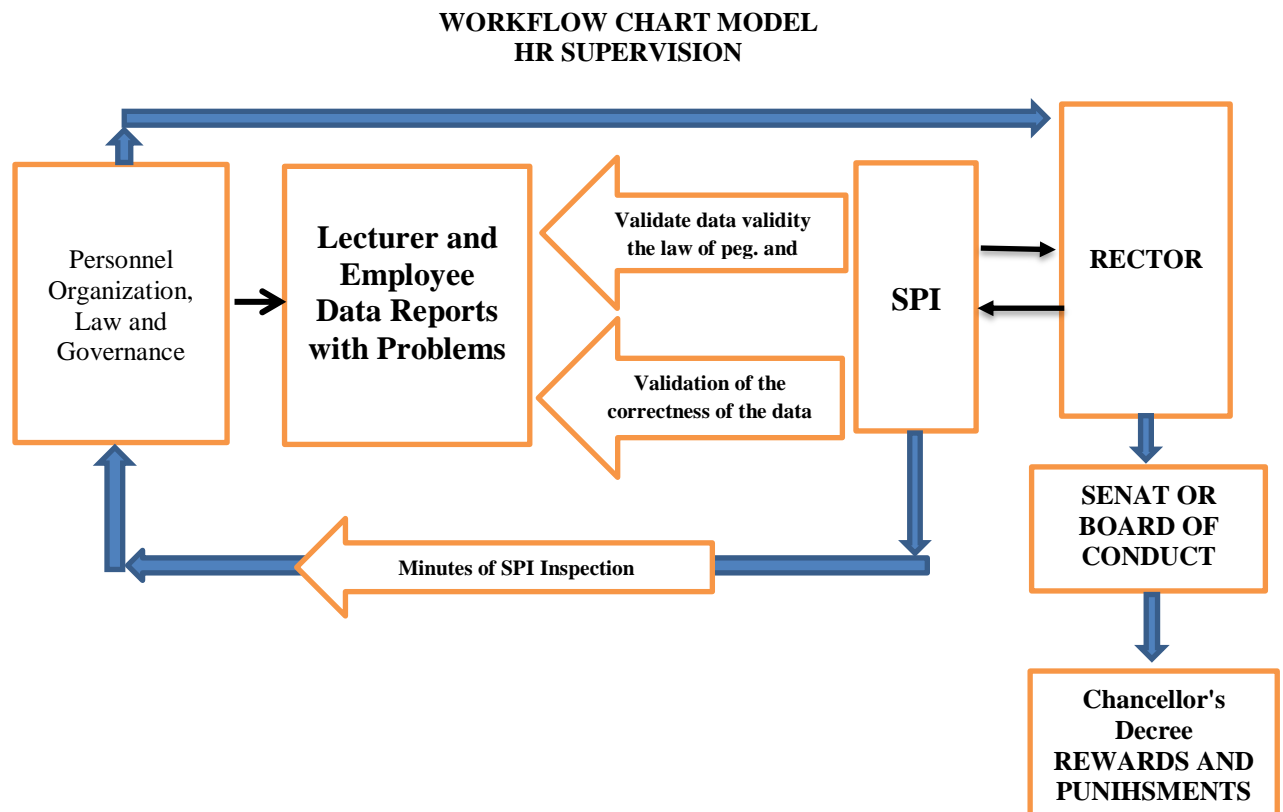 WORKFLOW CHART MODEL
HR SUPERVISION
Personnel
Organization,
Law and
Governance
Lecturer and
Employee
Data Reports
with Problems
Validate data validity
the law of peg. and
Validation of the
correctness of the data
SPI
RECTOR
Minutes of SPI Inspection
SENAT OR
BOARD OF
CONDUCT
Chancellor's
Decree
REWARDS AND
PUNIHSMENTS